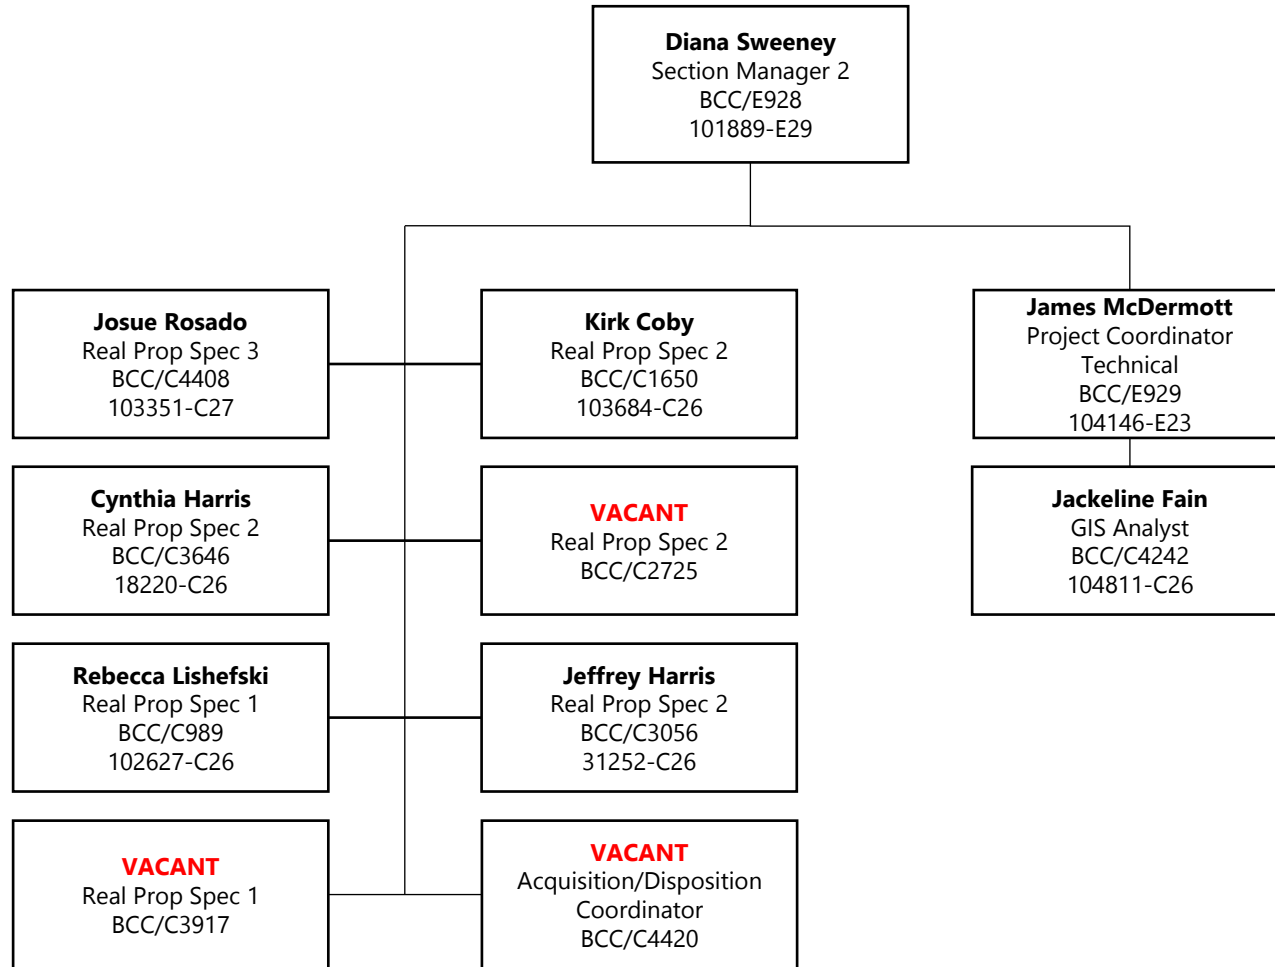 Diana Sweeney
Section Manager 2
BCC/E928
101889-E29
Josue Rosado
Real Prop Spec 3
BCC/C4408
103351-C27
Kirk Coby
Real Prop Spec 2
BCC/C1650
103684-C26
James McDermott
Project Coordinator
Technical
BCC/E929
104146-E23
Cynthia Harris
Real Prop Spec 2
BCC/C3646
18220-C26
VACANT
Real Prop Spec 2
BCC/C2725
Jackeline Fain
GIS Analyst
BCC/C4242
104811-C26
Rebecca Lishefski
Real Prop Spec 1
BCC/C989
102627-C26
Jeffrey Harris
Real Prop Spec 2
BCC/C3056
31252-C26
VACANT
Real Prop Spec 1
BCC/C3917
VACANT
Acquisition/Disposition
Coordinator
BCC/C4420